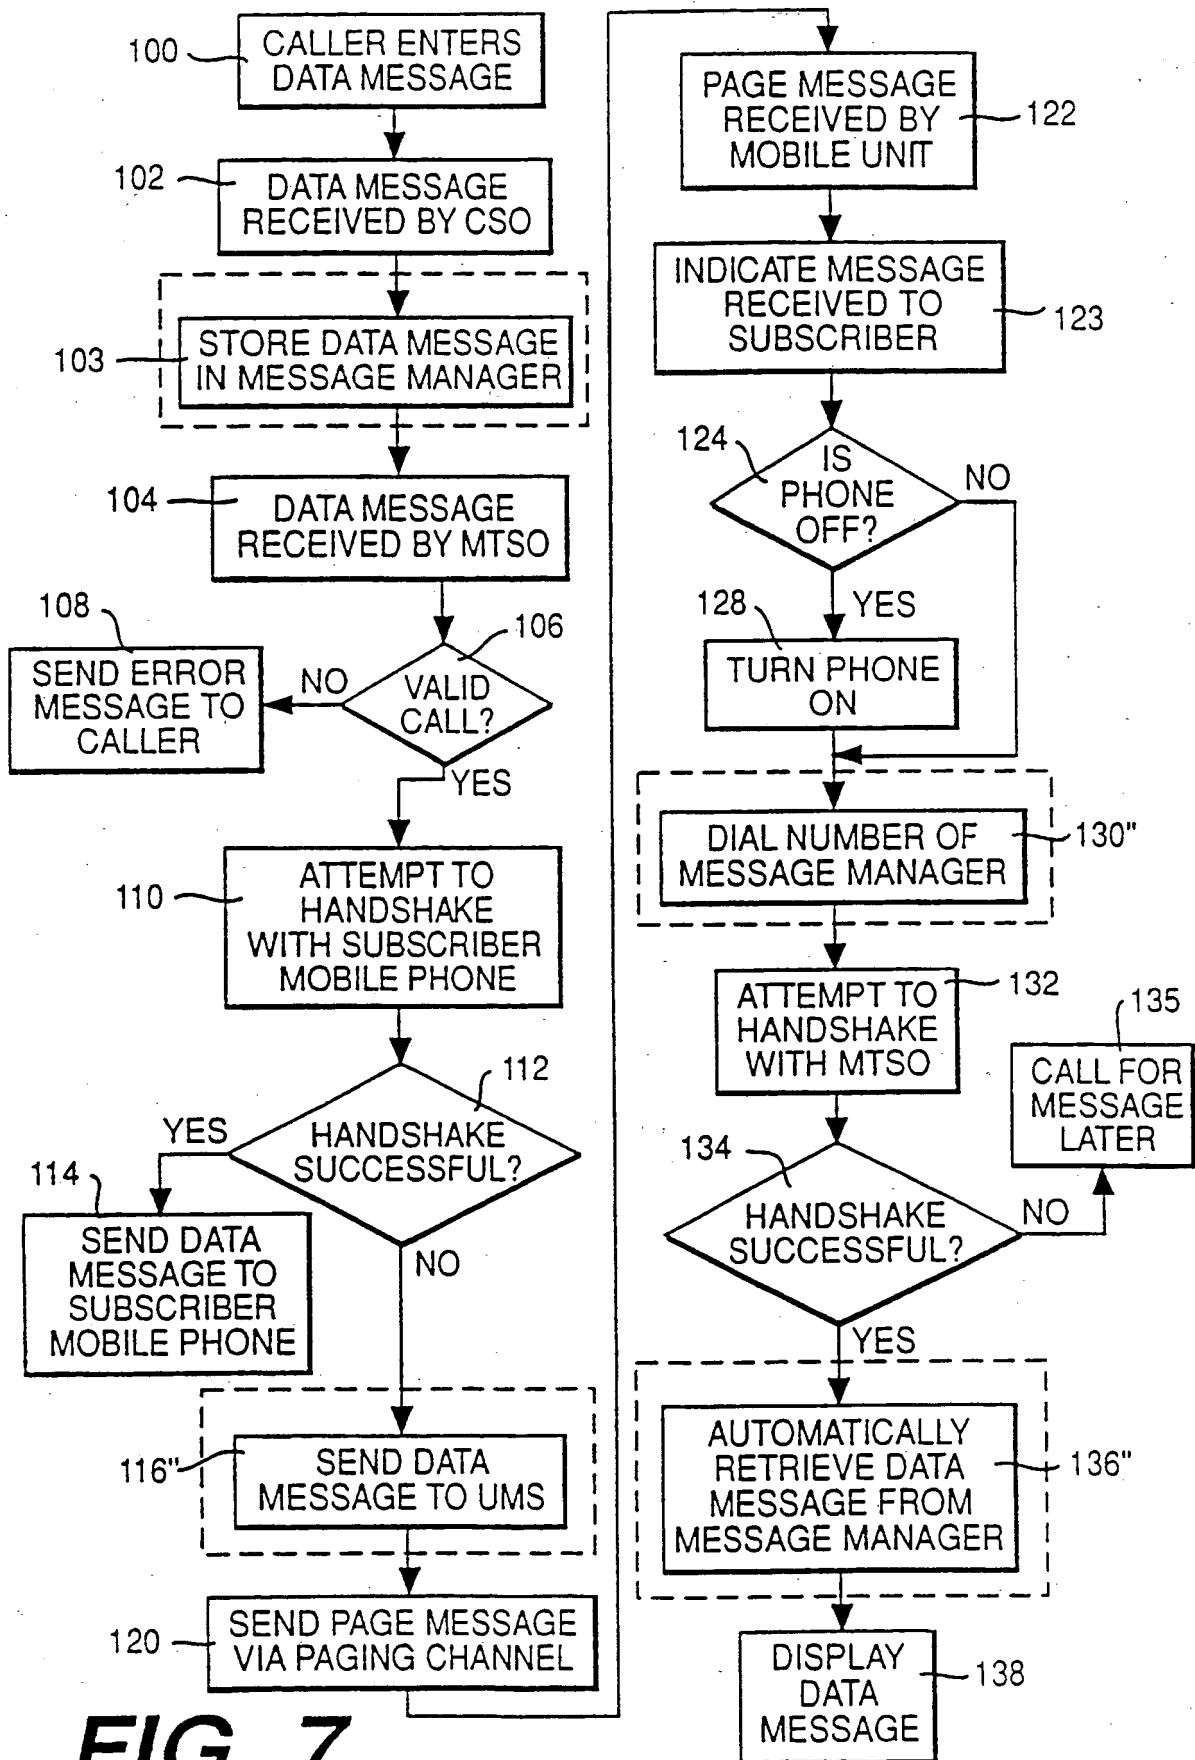 100
CALLER ENTERS
DATA MESSAGE
102
DATA MESSAGE
RECEIVED BY CSO
103
STORE DATA MESSAGE
IN MESSAGE MANAGER
104
DATA MESSAGE
RECEIVED BY MTSO
106
VALID
CALL?
NO
108
SEND ERROR
MESSAGE TO
CALLER
YES
110
ATTEMPT TO
HANDSHAKE
WITH SUBSCRIBER
MOBILE PHONE
112
HANDSHAKE
SUCCESSFUL?
YES
114
SEND DATA
MESSAGE TO
SUBSCRIBER
MOBILE PHONE
NO
116"
SEND DATA
MESSAGE TO UMS
120
SEND PAGE MESSAGE
VIA PAGING CHANNEL
PAGE MESSAGE
RECEIVED BY
MOBILE UNIT
122
INDICATE MESSAGE
RECEIVED TO
SUBSCRIBER
123
124
IS
PHONE
OFF?
NO
YES
128
TURN PHONE
ON
DIAL NUMBER OF
MESSAGE MANAGER
130"
ATTEMPT TO
HANDSHAKE
WITH MTSO
132
134
HANDSHAKE
SUCCESSFUL?
NO
135
CALL FOR
MESSAGE
LATER
YES
AUTOMATICALLY
RETRIEVE DATA
MESSAGE FROM
MESSAGE MANAGER
136"
DISPLAY
DATA
MESSAGE
138
FIG. 7